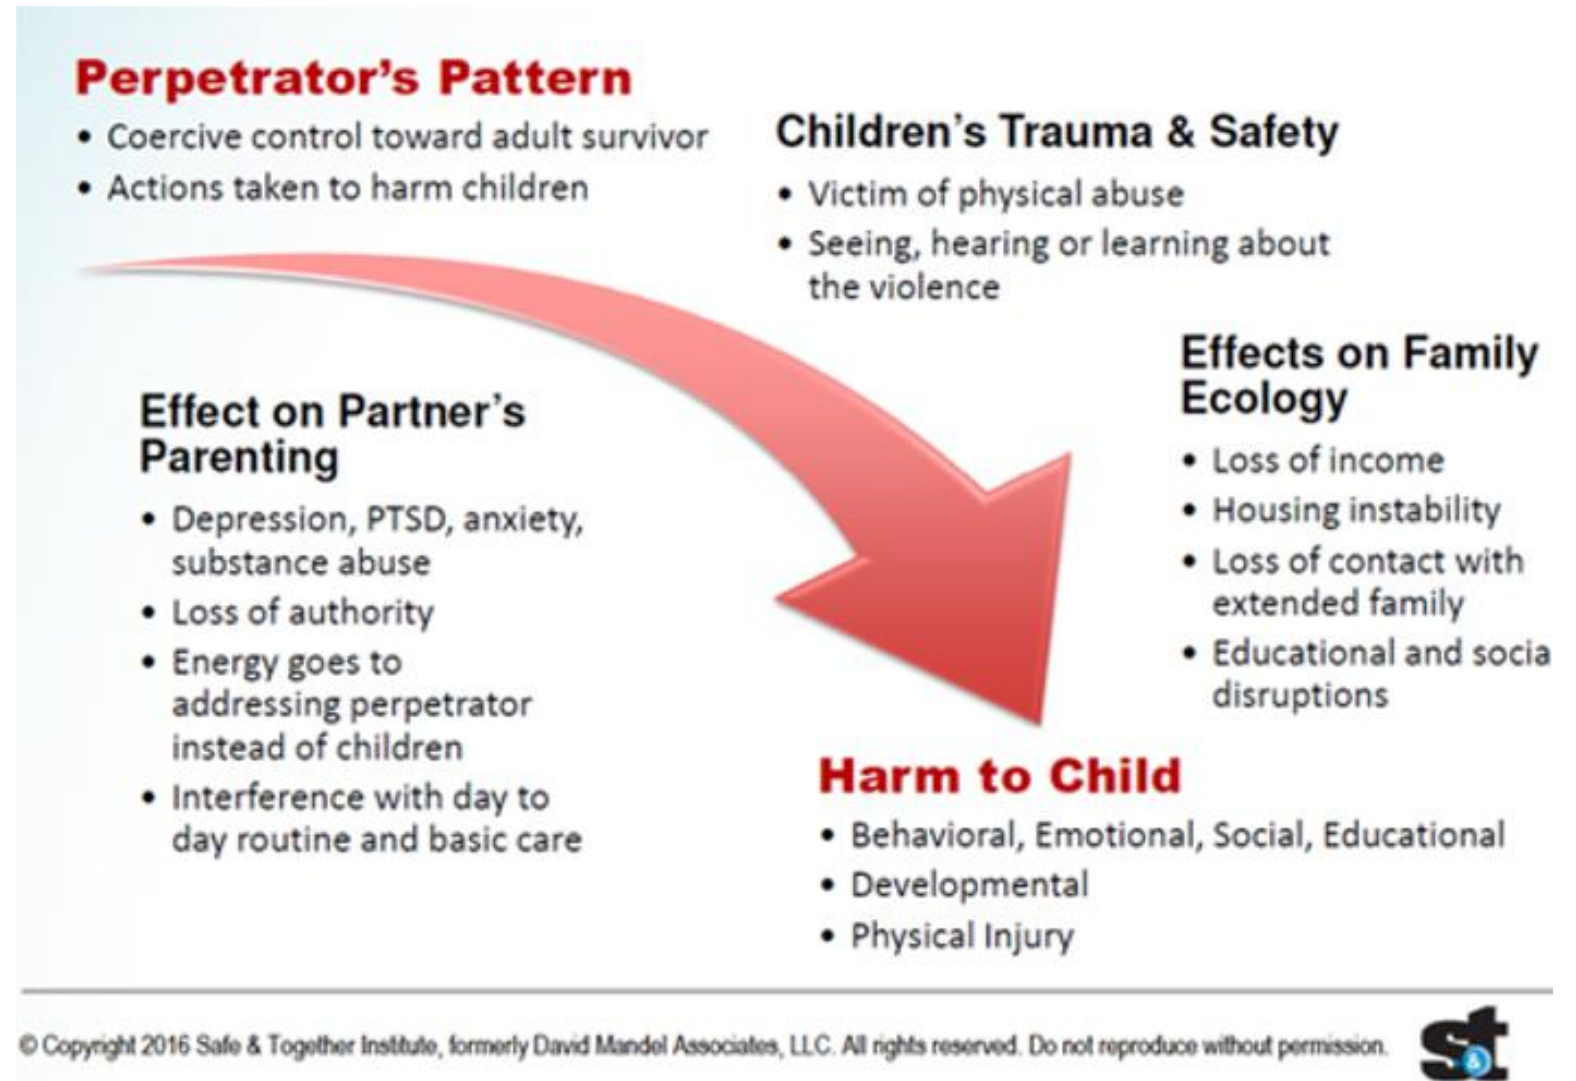 Perpetrator's Pattern
• Coercive control toward adult survivor
• Actions taken to harm children
Children's Trauma & Safety
• Victim of physical abuse
• Seeing, hearing or learning about
the violence
Effect on Partner's
Parenting
• Depression, PTSD, anxiety,
substance abuse
• Loss of authority
• Energy goes to
addressing perpetrator
instead of children
• Interference with day to
day routine and basic care
Effects on Family
Ecology
• Loss of income
• Housing instability
• Loss of contact with
extended family
• Educational and socia
disruptions
Harm to Child
• Behavioral, Emotional, Social, Educational
• Developmental
• Physical Injury
© Copyright 2016 Safe & Together Institute, formerly David Mandel Associates, LLC. All rights reserved. Do not reproduce without permission.
s&t